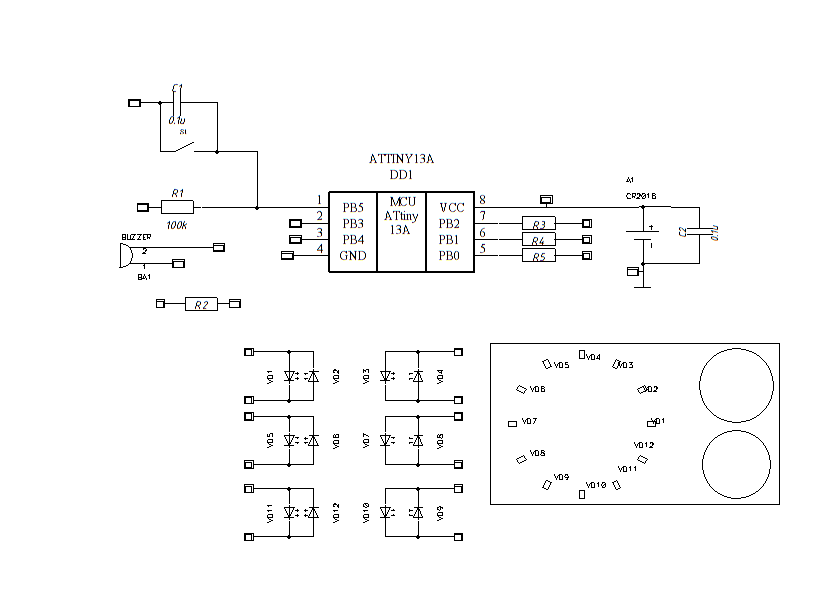 C1
0.1u
S1
ATTINY13A
DD1
A1
CR2016
R1
100k
1
2
3
4
PB5
PB3
PB4
GND
MCU
ATtiny
13A
VCC
PB2
PB1
PB0
8
7
6
5
R3
R4
R5
+
C2
0.1u
BUZZER
2
1
BA1
R2
VD1
VD2
VD3
VD4
VD5
VD6
VD7
VD8
VD11
VD12
VD10
VD9
VD4
VD5
VD3
VD6
VD2
VD7
VD1
VD12
VD8
VD11
VD9
VD10